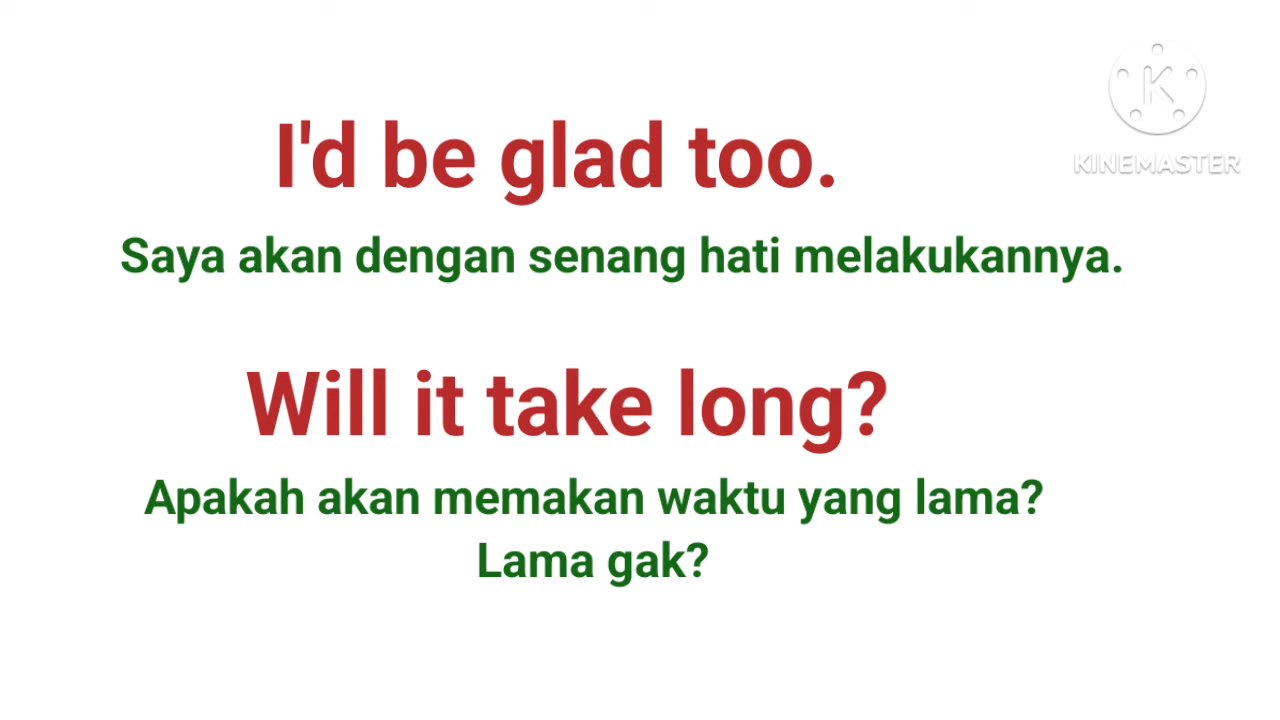 KINEMASTER
I'd be glad too.
Saya akan dengan senang hati melakukannya.
Will it take long?
Apakah akan memakan waktu yang lama?
Lama gak?